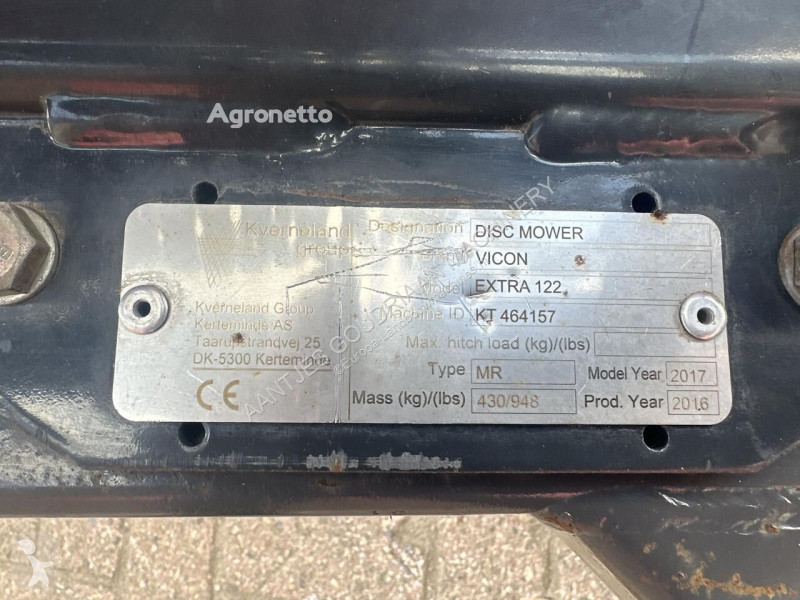 Agronetto
Kverneland
group
Kverneland Group
Kerteminde AS
Taarupstrandvej 25
DK-5300 Kerteminde
CE
Designation DISC MOWER
VICON
Model EXTRA 122
Machine ID KT 464157
Max. hitch load (kg)/(lbs)
Type MR Model Year 2017
Mass (kg)/(lbs) 430/948 Prod. Year 2016